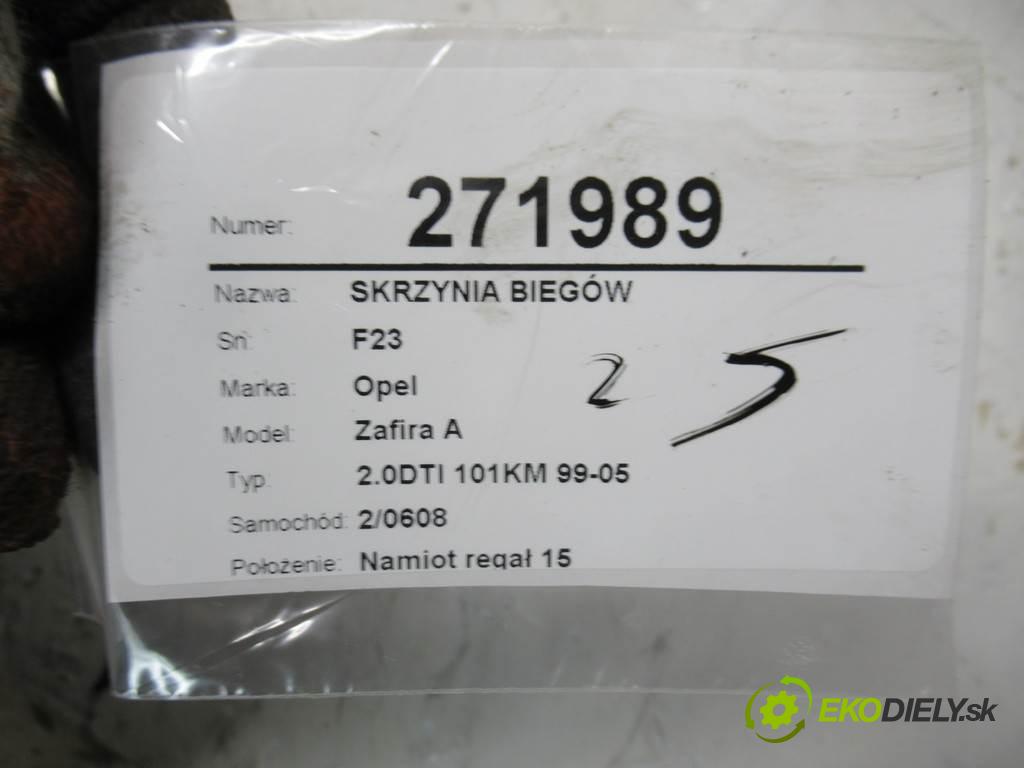 Numer: 271989
Nazwa: SKRZYNIA BIEGÓW
Sn: F23
Marka: Opel
Model: Zafira A
Typ: 2.0DTI 101KM 99-05
Samochód: 2/0608
Położenie: Namiot regał 15
2 5
EKODIELY.sk